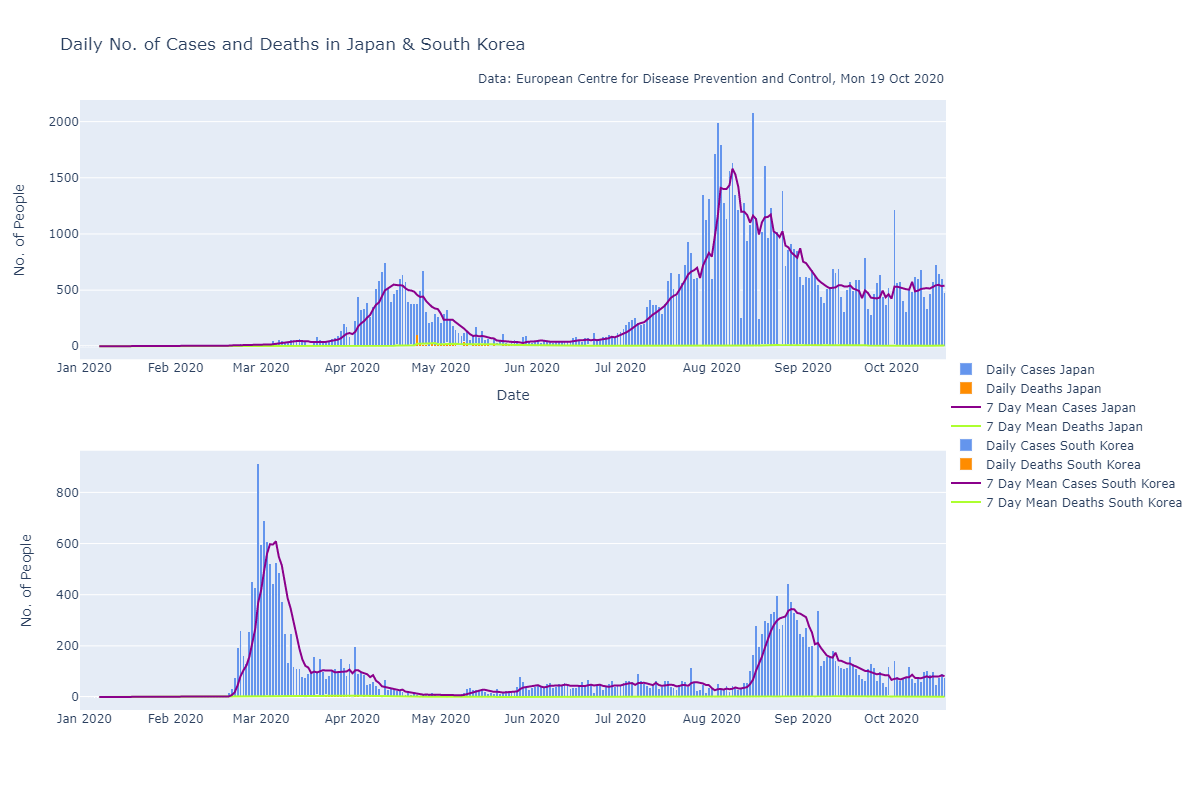 Daily No. of Cases and Deaths in Japan & South Korea
Data: European Centre for Disease Prevention and Control, Mon 19 Oct 2020
No. of People
2000
1500
1000
500
0
Jan 2020 Feb 2020 Mar 2020 Apr 2020 May 2020 Jun 2020 Jul 2020 Aug 2020 Sep 2020 Oct 2020
Date
Daily Cases Japan
Daily Deaths Japan
7 Day Mean Cases Japan
7 Day Mean Deaths Japan
Daily Cases South Korea
Daily Deaths South Korea
7 Day Mean Cases South Korea
7 Day Mean Deaths South Korea
No. of People
800
600
400
200
0
Jan 2020 Feb 2020 Mar 2020 Apr 2020 May 2020 Jun 2020 Jul 2020 Aug 2020 Sep 2020 Oct 2020